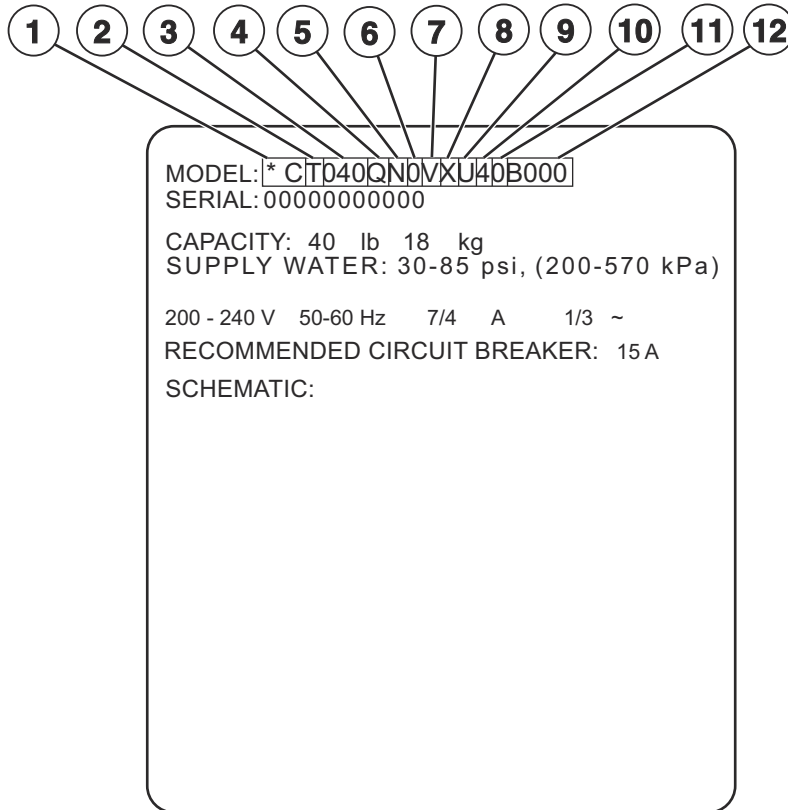 1 2 3 4 5 6 7 8 9 10 11 12
MODEL: * CT040QN0VXU40B000
SERIAL: 00000000000
CAPACITY: 40 lb 18 kg
SUPPLY WATER: 30-85 psi, (200-570 kPa)
200 - 240 V 50-60 Hz 7/4 A 1/3 ~
RECOMMENDED CIRCUIT BREAKER: 15 A
SCHEMATIC: